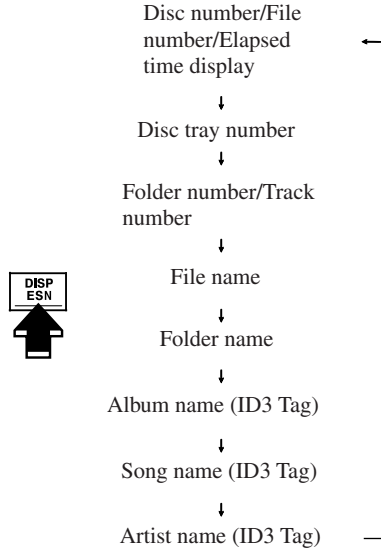 Disc number/File
number/Elapsed
time display
Disc tray number
Folder number/Track
number
DISP
ESN
File name
Folder name
Album name (ID3 Tag)
Song name (ID3 Tag)
Artist name (ID3 Tag)